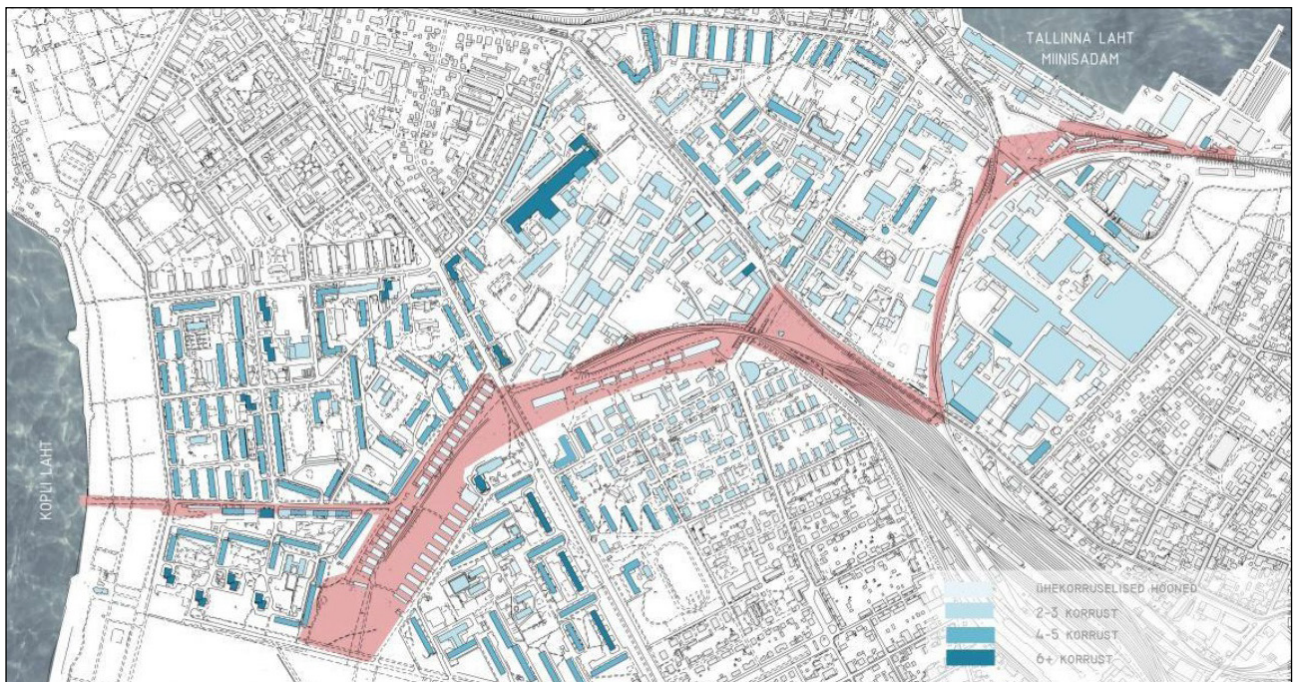 TALLINNA LAHT
MIINISADAM
KOPLI LAHT
ÜHEKORRUSELISED HOONED
2-3 KORRUST
4-5 KORRUST
6+ KORRUST